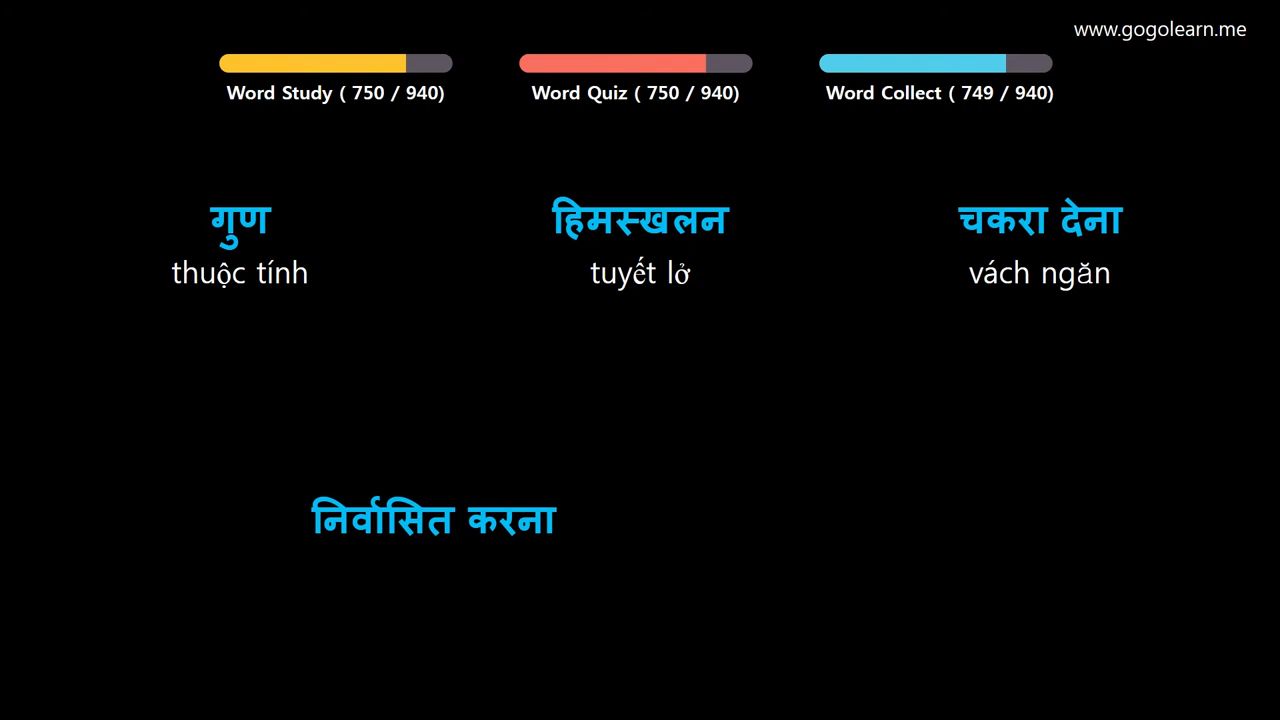 www.gogolearn.me
Word Study ( 750 / 940)
Word Quiz ( 750 / 940)
Word Collect ( 749 / 940)
गुण
thuộc tính
हिमस्खलन
tuyết lở
चकरा देना
vách ngăn
निर्वासित करना